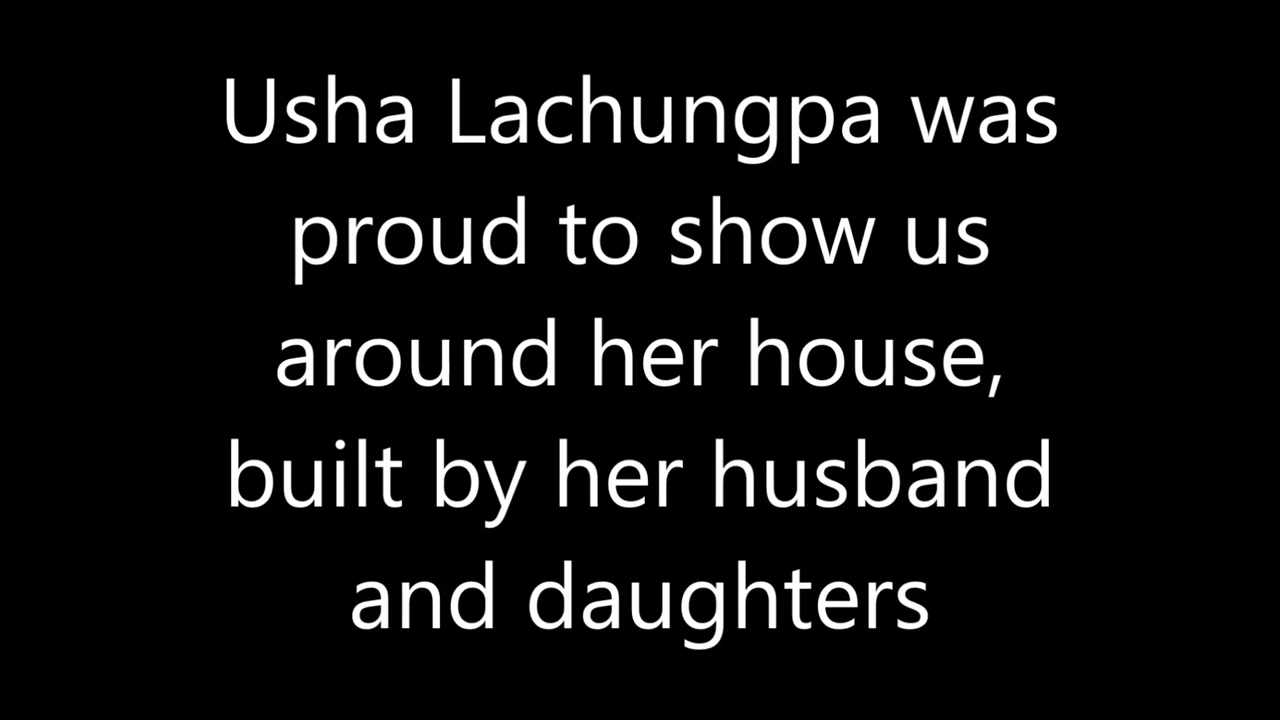 Usha Lachungpa was
proud to show us
around her house,
built by her husband
and daughters